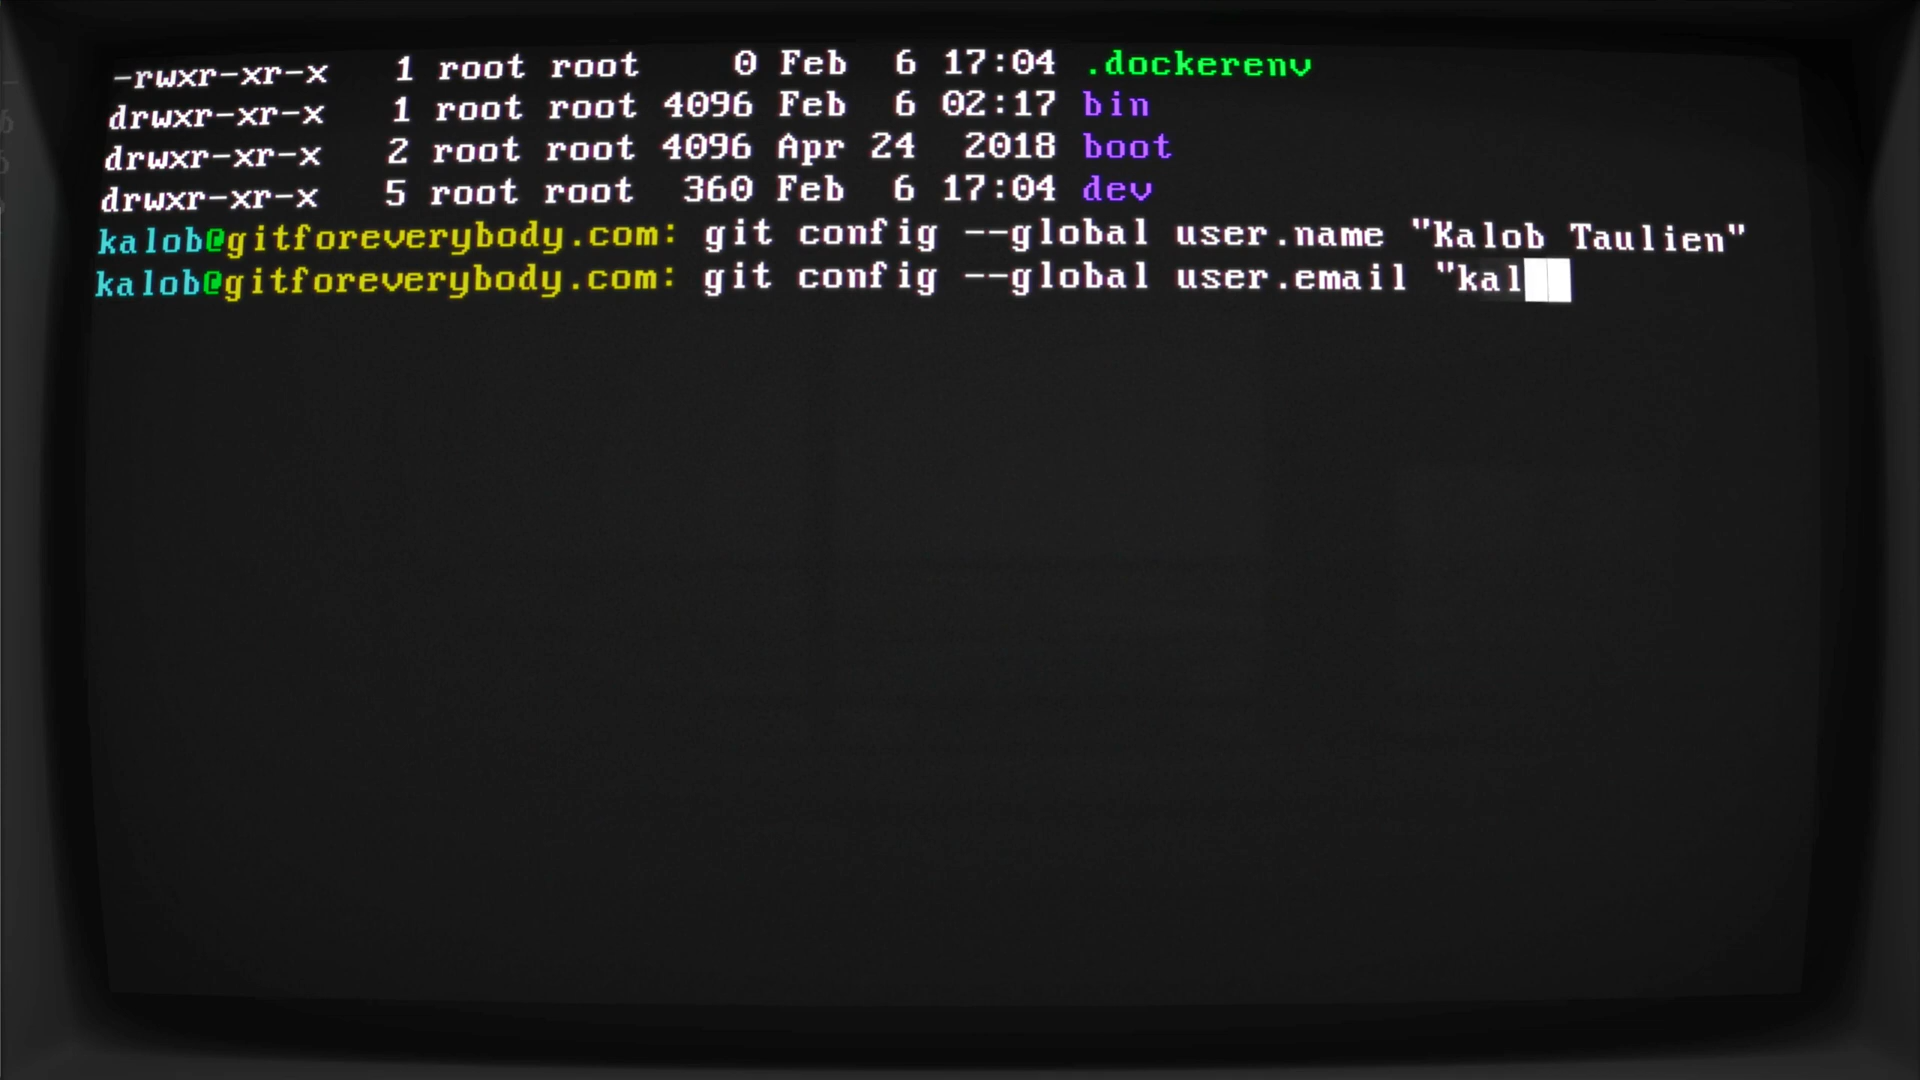 -rwxr-xr-x 1 root root 0 Feb 6 17:04 .dockerenv
drwxr-xr-x 1 root root 4096 Feb 6 02:17 bin
drwxr-xr-x 2 root root 4096 Apr 24 2018 boot
drwxr-xr-x 5 root root 360 Feb 6 17:04 dev
kalob@gitforeverybody.com: git config --global user.name "Kalob Taulien"
kalob@gitforeverybody.com: git config --global user.email "kal